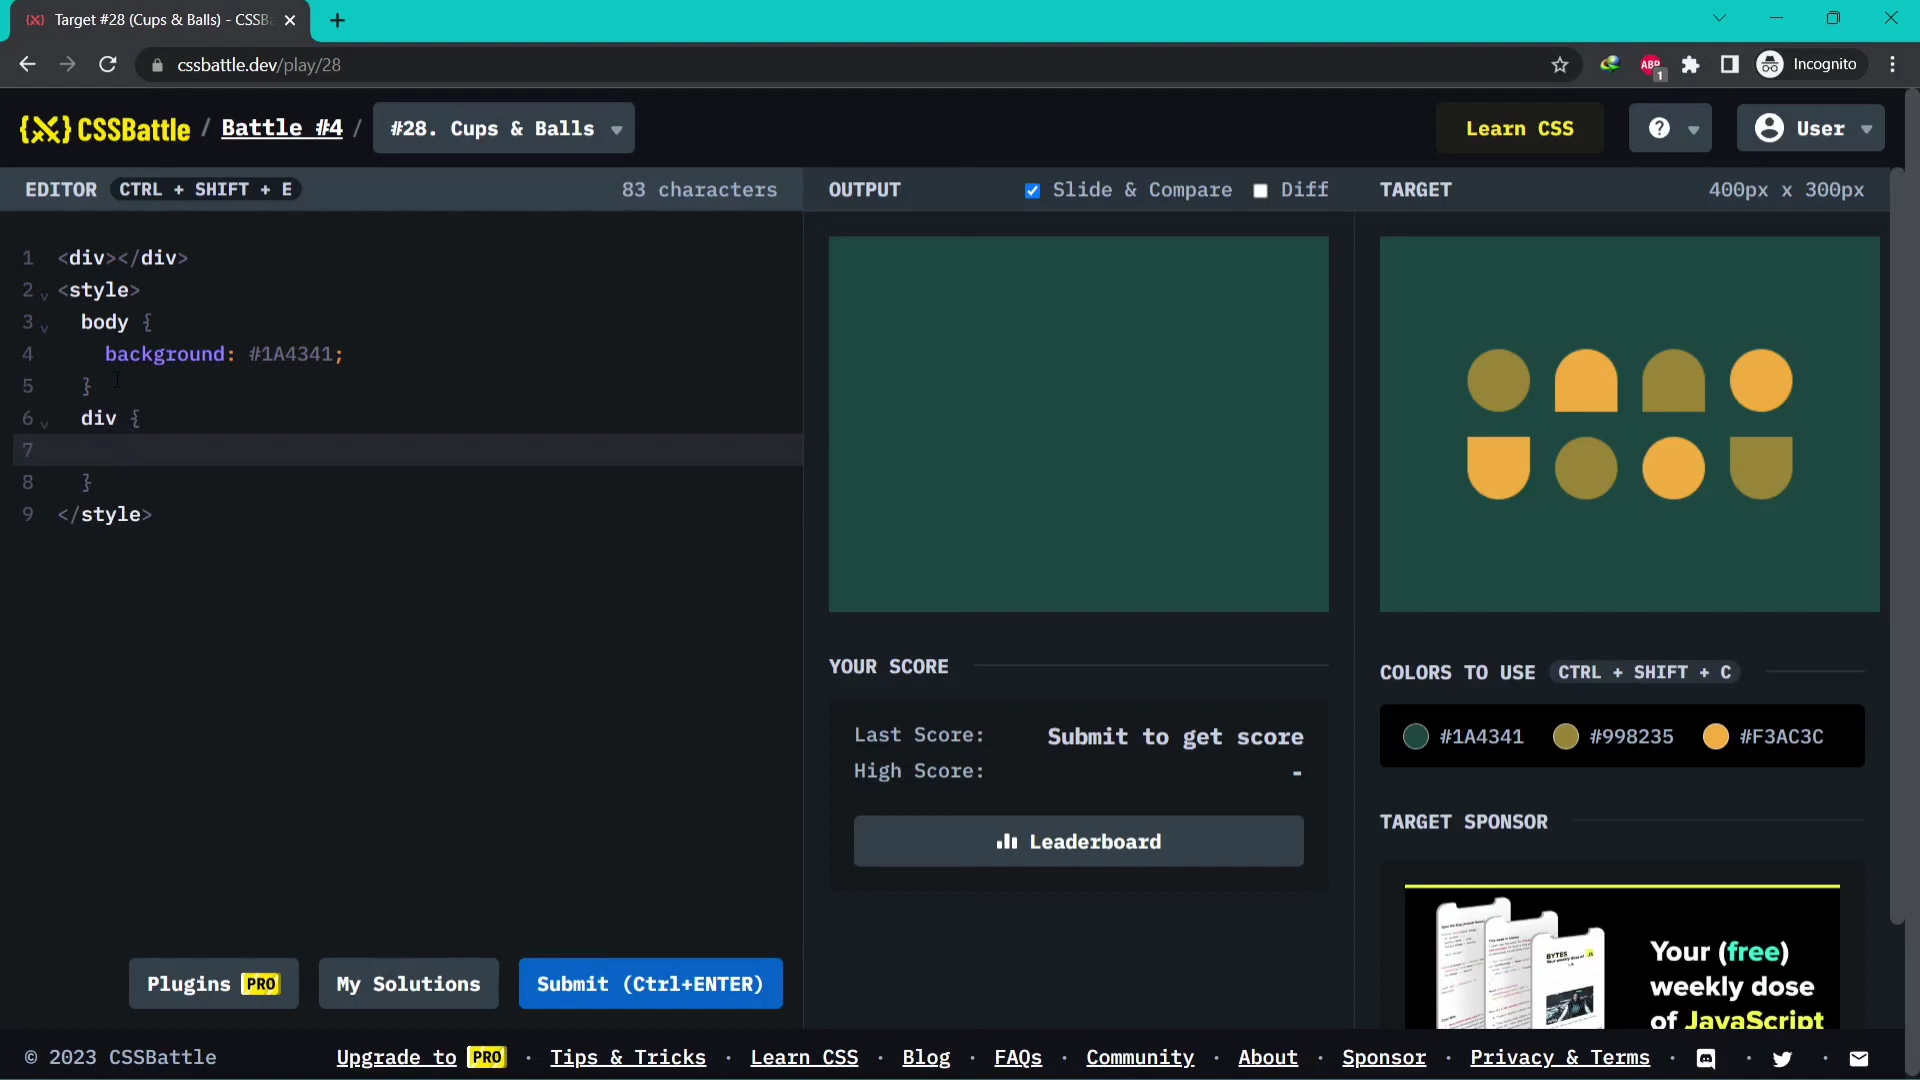 Target #28 (Cups & Balls) - CSSB
cssbattle.dev/play/28
ABP
1
Incognito
{X} CSSBattle / Battle #4 / #28. Cups & Balls
Learn CSS
?
User
EDITOR CTRL + SHIFT + E 83 characters
OUTPUT Slide & Compare Diff
TARGET 400px x 300px
1 <div></div>
2 <style>
3 body {
4 background: #1A4341;
5 }
6 div {
7
8 }
9 </style>
YOUR SCORE
Last Score: Submit to get score
High Score: -
Leaderboard
COLORS TO USE CTRL + SHIFT + C
#1A4341 #998235 #F3AC3C
TARGET SPONSOR
BYTES
Your (free)
weekly dose
of JavaScript
Plugins PRO
My Solutions
Submit (Ctrl+ENTER)
© 2023 CSSBattle
Upgrade to PRO · Tips & Tricks · Learn CSS · Blog · FAQs · Community · About · Sponsor · Privacy & Terms · · ·